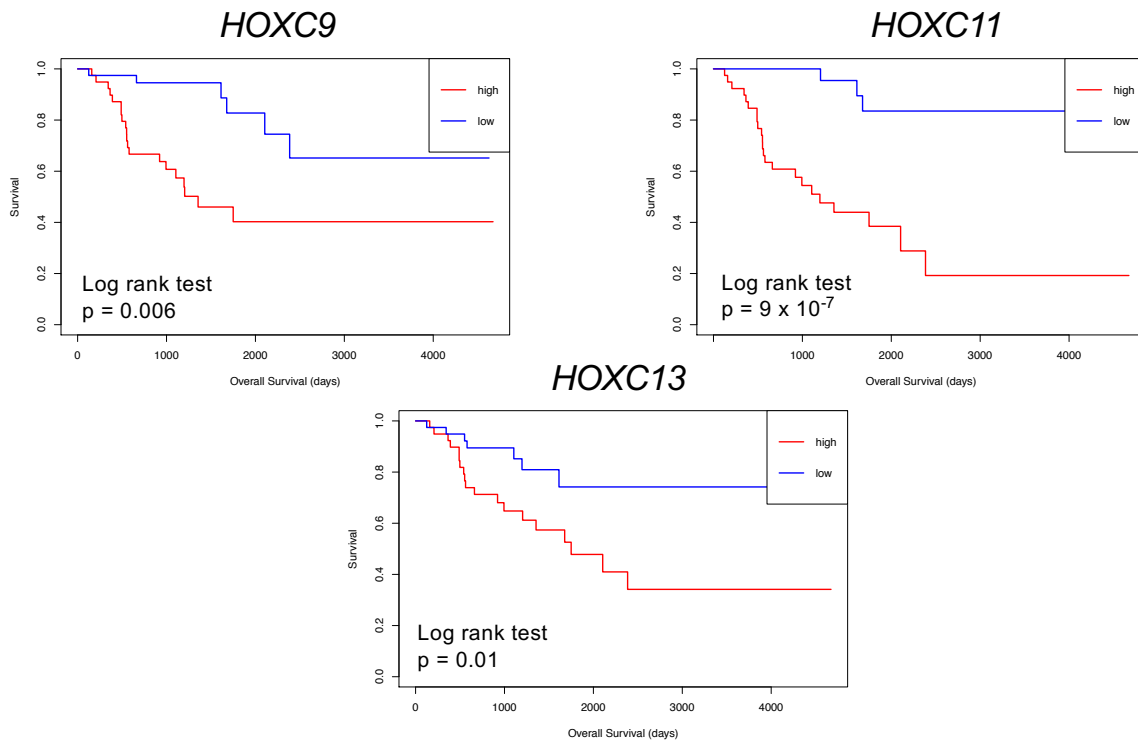 HOXC9
1.0
0.8
0.6
0.4
0.2
0.0
Survival
high
low
Log rank test
p = 0.006
0 1000 2000 3000 4000
Overall Survival (days)
HOXC11
1.0
0.8
0.6
0.4
0.2
0.0
Survival
high
low
Log rank test
p = 9 x 10⁻⁷
1000 2000 3000 4000
Overall Survival (days)
HOXC13
1.0
0.8
0.6
0.4
0.2
0.0
Survival
high
low
Log rank test
p = 0.01
0 1000 2000 3000 4000
Overall Survival (days)